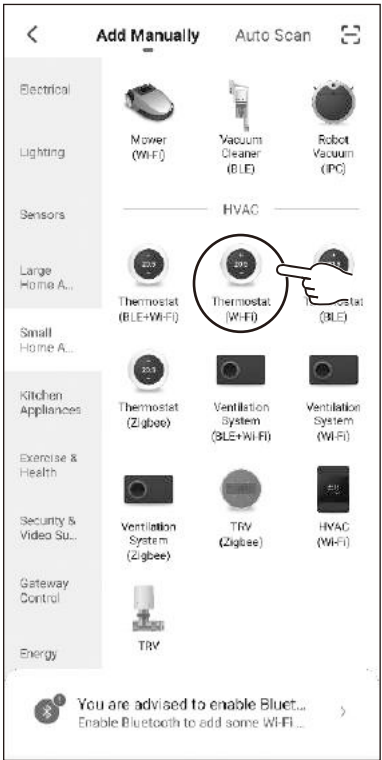 Add Manually
Auto Scan
Electrical
Lighting
Sensors
Large
Home A...
Small
Home A...
Kitchen
Appliances
Exercise &
Health
Security &
Video Su...
Gateway
Control
Energy
Mower
(Wi-Fi)
Vacuum
Cleaner
(BLE)
Robot
Vacuum
(IPC)
HVAC
Thermostat
(BLE+Wi-Fi)
Thermostat
(Wi-Fi)
(BLE)
Thermostat
(Zigbee)
Ventilation
System
(BLE+Wi-Fi)
Ventilation
System
(Wi-Fi)
Ventilation
System
(Zigbee)
TRV
(Zigbee)
HVAC
(Wi-Fi)
TRV
You are advised to enable Bluet...
Enable Bluetooth to add some Wi-Fi....